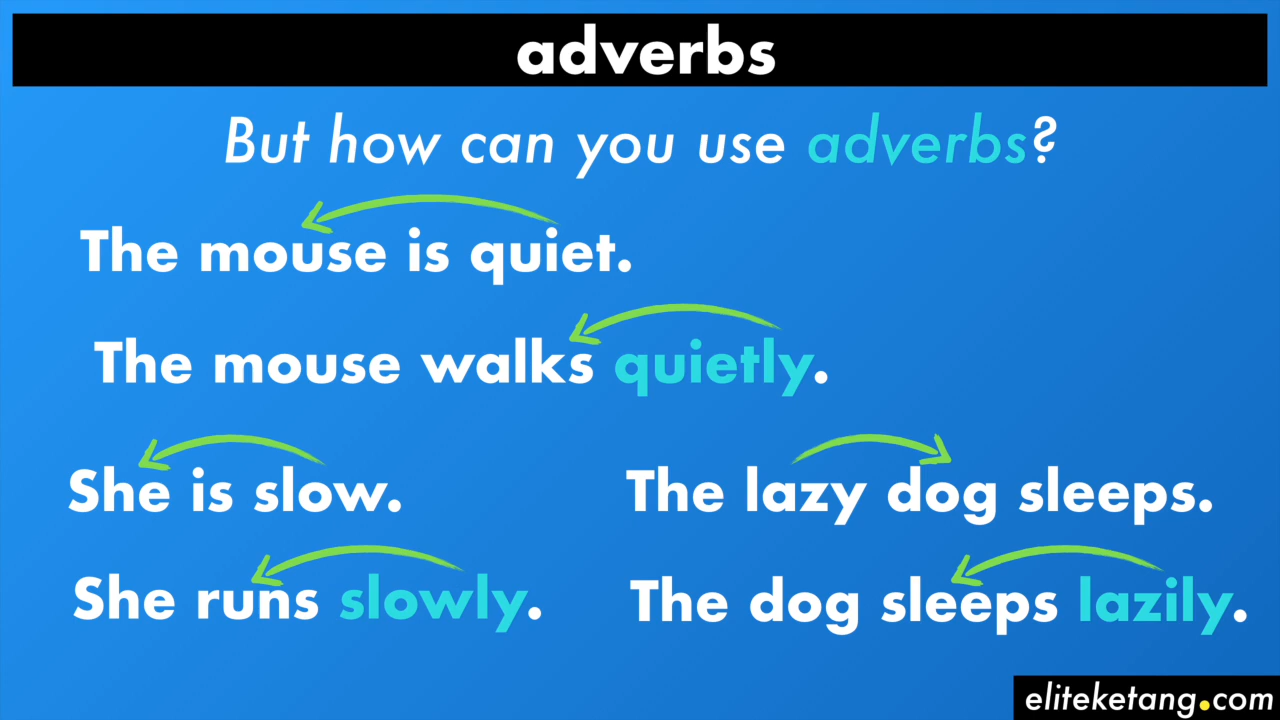 adverbs
But how can you use adverbs?
The mouse is quiet.
The mouse walks quietly.
She is slow.
She runs slowly.
The lazy dog sleeps.
The dog sleeps lazily.
eliteketang.com